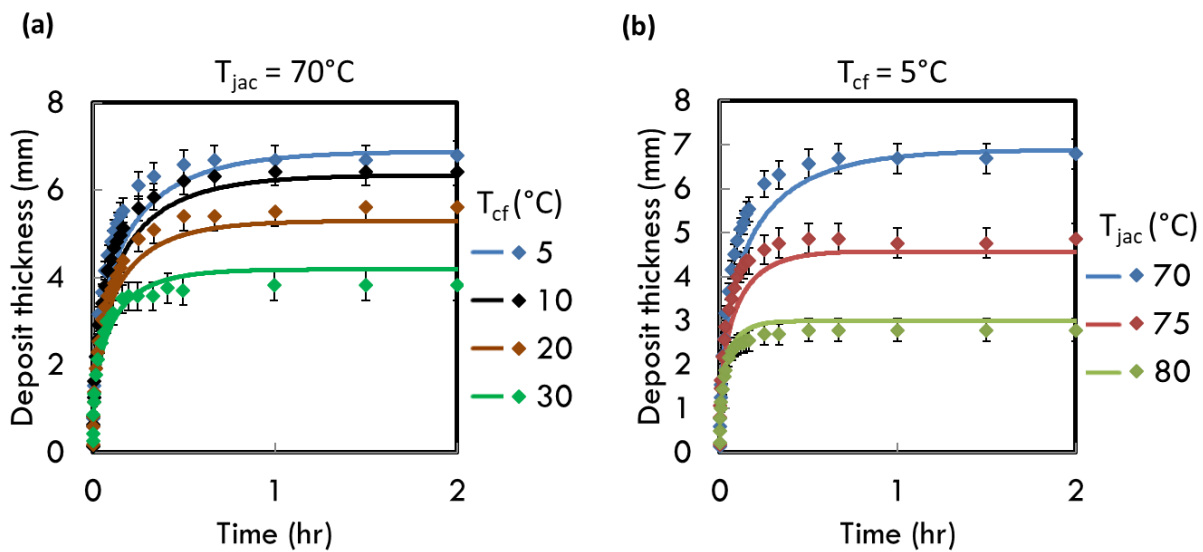 (a)
T_jac = 70°C
Deposit thickness (mm)
8
6
4
2
0
0
1
2
Time (hr)
T_cf (°C)
5
10
20
30
(b)
T_cf = 5°C
Deposit thickness (mm)
8
7
6
5
4
3
2
1
0
0
1
2
Time (hr)
T_jac (°C)
70
75
80